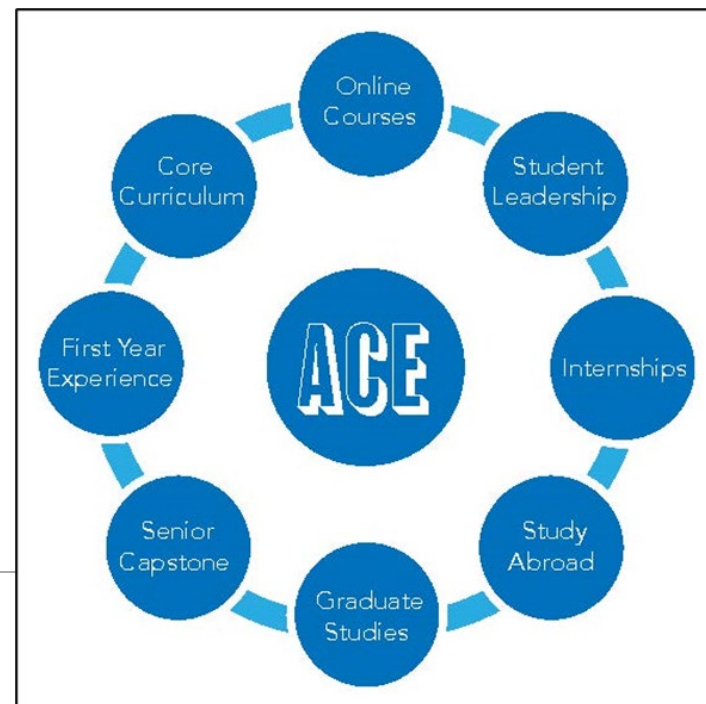 Online
Courses
Student
Leadership
Internships
Study
Abroad
Graduate
Studies
Senior
Capstone
First Year
Experience
Core
Curriculum
ACE